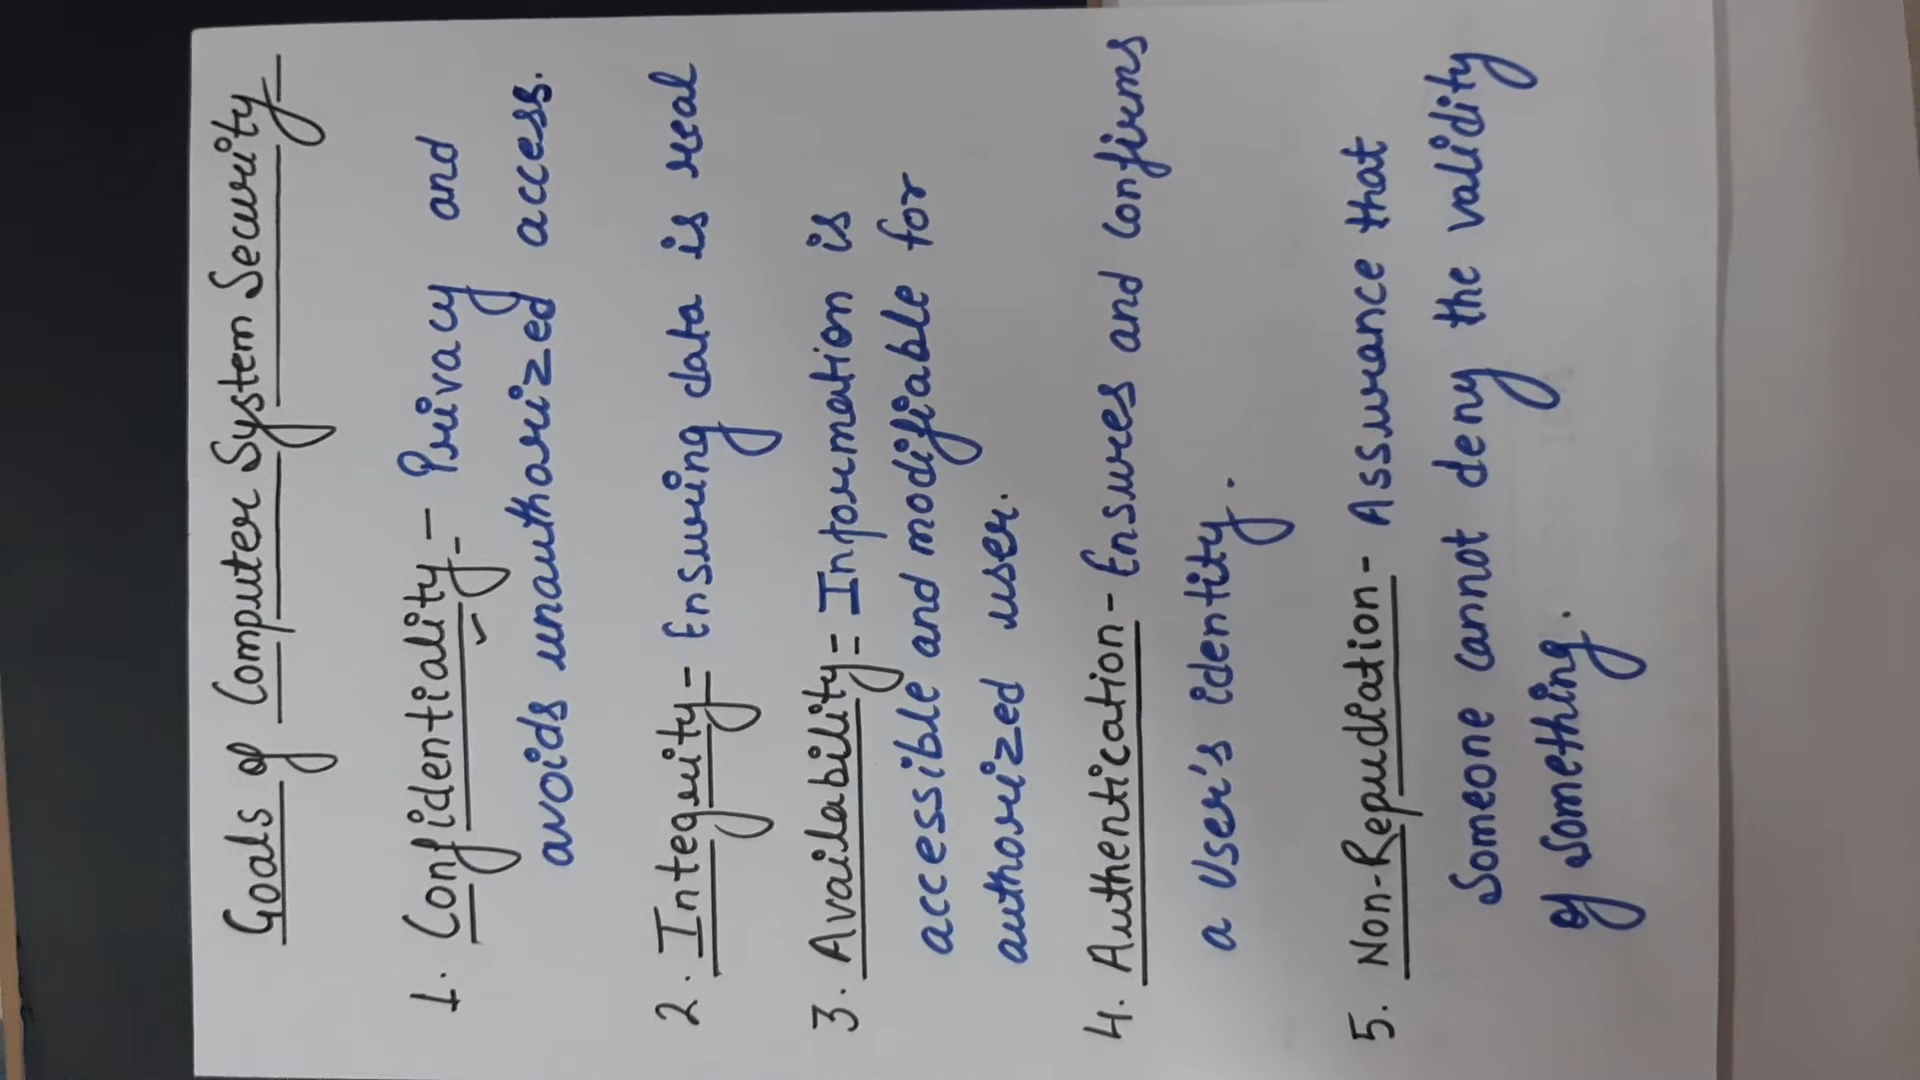 Goals of Computer System Security
1. Confidentiality - Privacy and
avoids unauthorized access.
2. Integrity = Ensuring data is real
3. Availability = Information is
accessible and modifiable for
authorized user.
4. Authentication - Ensures and confirms
a User's identity.
5. Non-Repudiation - Assurance that
Someone cannot deny the validity
of something.